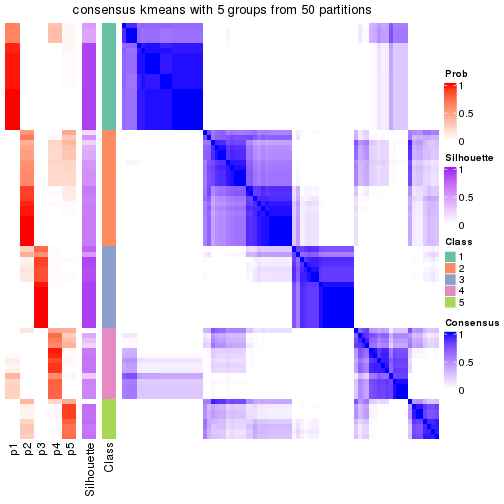 consensus kmeans with 5 groups from 50 partitions
Prob
1
0.5
0
Silhouette
1
0.5
0
Class
1
2
3
4
5
Consensus
1
0.5
0
p1
p2
p3
p4
p5
Silhouette
Class